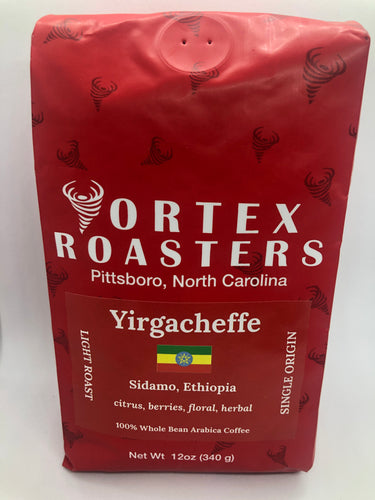 VORTEX
ROASTERS
Pittsboro, North Carolina
Yirgacheffe
LIGHT ROAST
SINGLE ORIGIN
Sidamo, Ethiopia
citrus, berries, floral, herbal
100% Whole Bean Arabica Coffee
Net Wt 12oz (340 g)